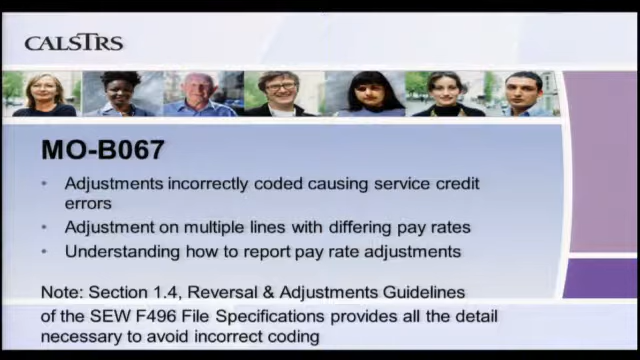 CALSTRS
MO-B067
• Adjustments incorrectly coded causing service credit
errors
• Adjustment on multiple lines with differing pay rates
• Understanding how to report pay rate adjustments
Note: Section 1.4, Reversal & Adjustments Guidelines
of the SEW F496 File Specifications provides all the detail
necessary to avoid incorrect coding